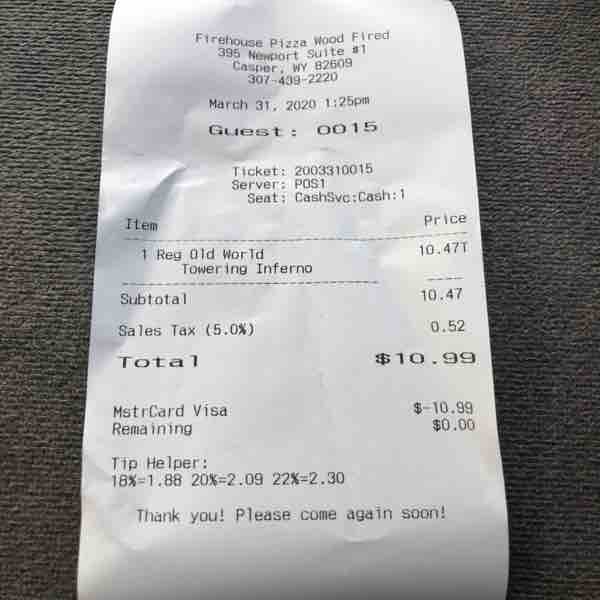 Firehouse Pizza Wood Fired
395 Newport Suite #1
Casper, WY 82609
307-439-2220
March 31, 2020 1:25pm
Guest: 0015
Ticket: 2003310015
Server: POS1
Seat: CashSvc:Cash:1
Item Price
1 Reg Old World 10.47T
Towering Inferno
Subtotal 10.47
Sales Tax (5.0%) 0.52
Total $10.99
MstrCard Visa $-10.99
Remaining $0.00
Tip Helper:
18%=1.88 20%=2.09 22%=2.30
Thank you! Please come again soon!